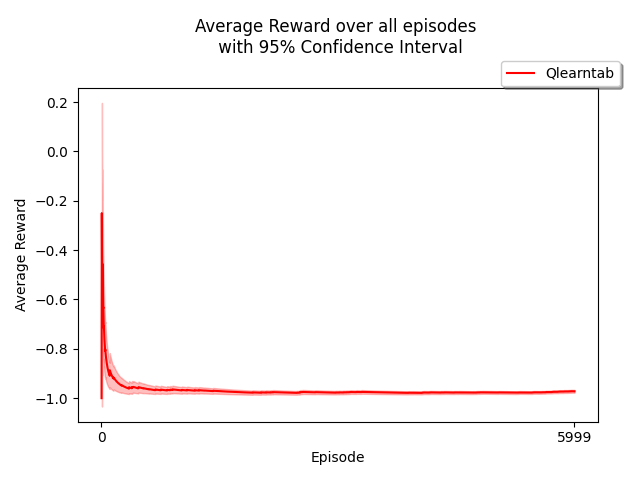 Average Reward over all episodes
with 95% Confidence Interval
Qlearntab
0.2
0.0
−0.2
−0.4
−0.6
−0.8
−1.0
Average Reward
0
5999
Episode